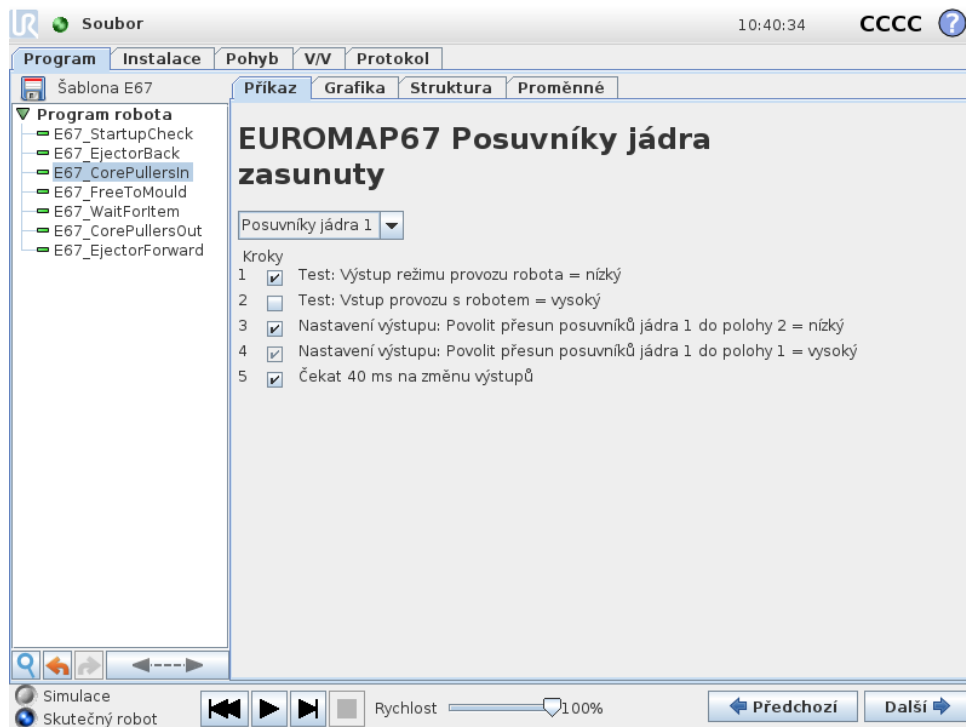 UR Soubor 10:40:34 CCCC ?
Program Instalace Pohyb V/V Protokol
Šablona E67
Příkaz Grafika Struktura Proměnné
Program robota
E67_StartupCheck
E67_EjectorBack
E67_CorePullersIn
E67_FreeToMould
E67_WaitForItem
E67_CorePullersOut
E67_EjectorForward
EUROMAP67 Posuvníky jádra
zasunuty
Posuvníky jádra 1
Kroky
1 Test: Výstup režimu provozu robota = nízký
2 Test: Vstup provozu s robotem = vysoký
3 Nastavení výstupu: Povolit přesun posuvníků jádra 1 do polohy 2 = nízký
4 Nastavení výstupu: Povolit přesun posuvníků jádra 1 do polohy 1 = vysoký
5 Čekat 40 ms na změnu výstupů
Simulace
Skutečný robot
Rychlost 100%
Předchozí Další